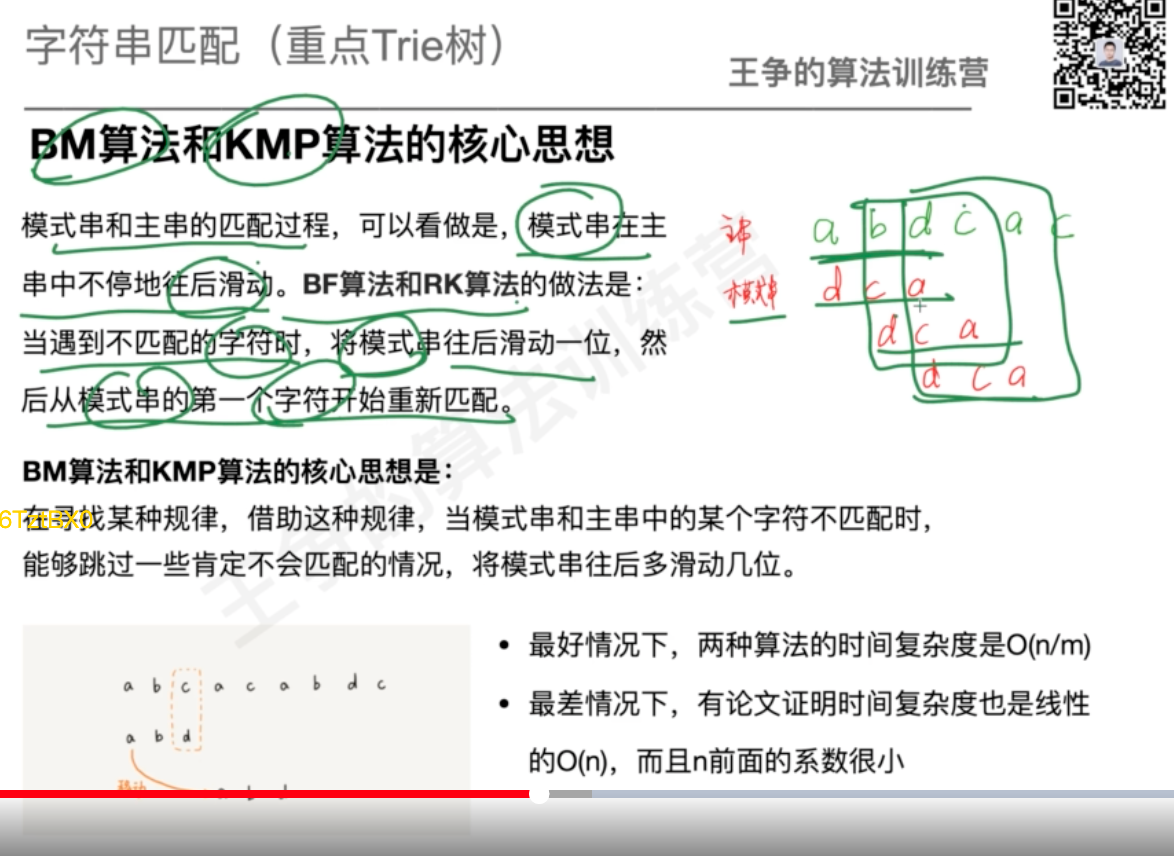 字符串匹配（重点Trie树）
王争的算法训练营
BM算法和KMP算法的核心思想
模式串和主串的匹配过程，可以看做是，模式串在主
串中不停地往后滑动。BF算法和RK算法的做法是：
当遇到不匹配的字符时，将模式串往后滑动一位，然
后从模式串的第一个字符开始重新匹配。
主串 a b d c a c
模式串 d c a
d c a
d c a
BM算法和KMP算法的核心思想是：
在寻找某种规律，借助这种规律，当模式串和主串中的某个字符不匹配时，
能够跳过一些肯定不会匹配的情况，将模式串往后多滑动几位。
王争的算法训练营
a b c a c a b d c
a b d
• 最好情况下，两种算法的时间复杂度是O(n/m)
• 最差情况下，有论文证明时间复杂度也是线性
的O(n)，而且n前面的系数很小